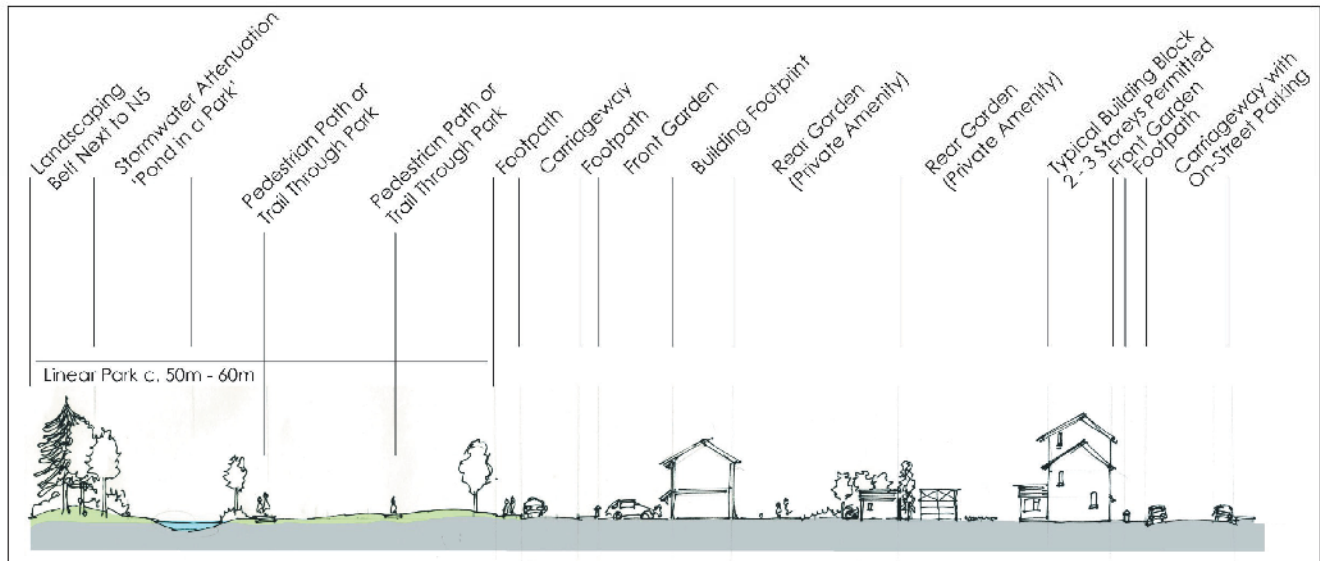 Landscaping
Belt Next to N5
Stormwater Attenuation
'Pond in a Park'
Pedestrian Path or
Trail Through Park
Pedestrian Path or
Trail Through Park
Footpath
Carriageway
Footpath
Front Garden
Building Footprint
Rear Garden
(Private Amenity)
Rear Garden
(Private Amenity)
Typical Building Block
2 - 3 Storeys Permitted
Front Garden
Footpath
Carriageway with
On-Street Parking
Linear Park c. 50m - 60m